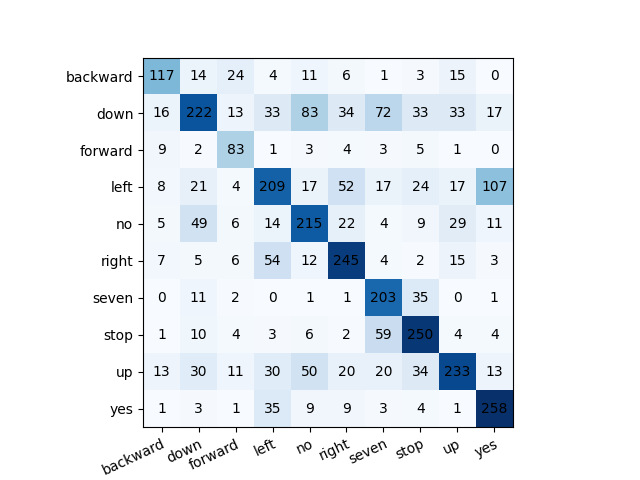 backward 117 14 24 4 11 6 1 3 15 0
down 16 222 13 33 83 34 72 33 33 17
forward 9 2 83 1 3 4 3 5 1 0
left 8 21 4 209 17 52 17 24 17 107
no 5 49 6 14 215 22 4 9 29 11
right 7 5 6 54 12 245 4 2 15 3
seven 0 11 2 0 1 1 203 35 0 1
stop 1 10 4 3 6 2 59 250 4 4
up 13 30 11 30 50 20 20 34 233 13
yes 1 3 1 35 9 9 3 4 1 258
backward down forward left no right seven stop up yes